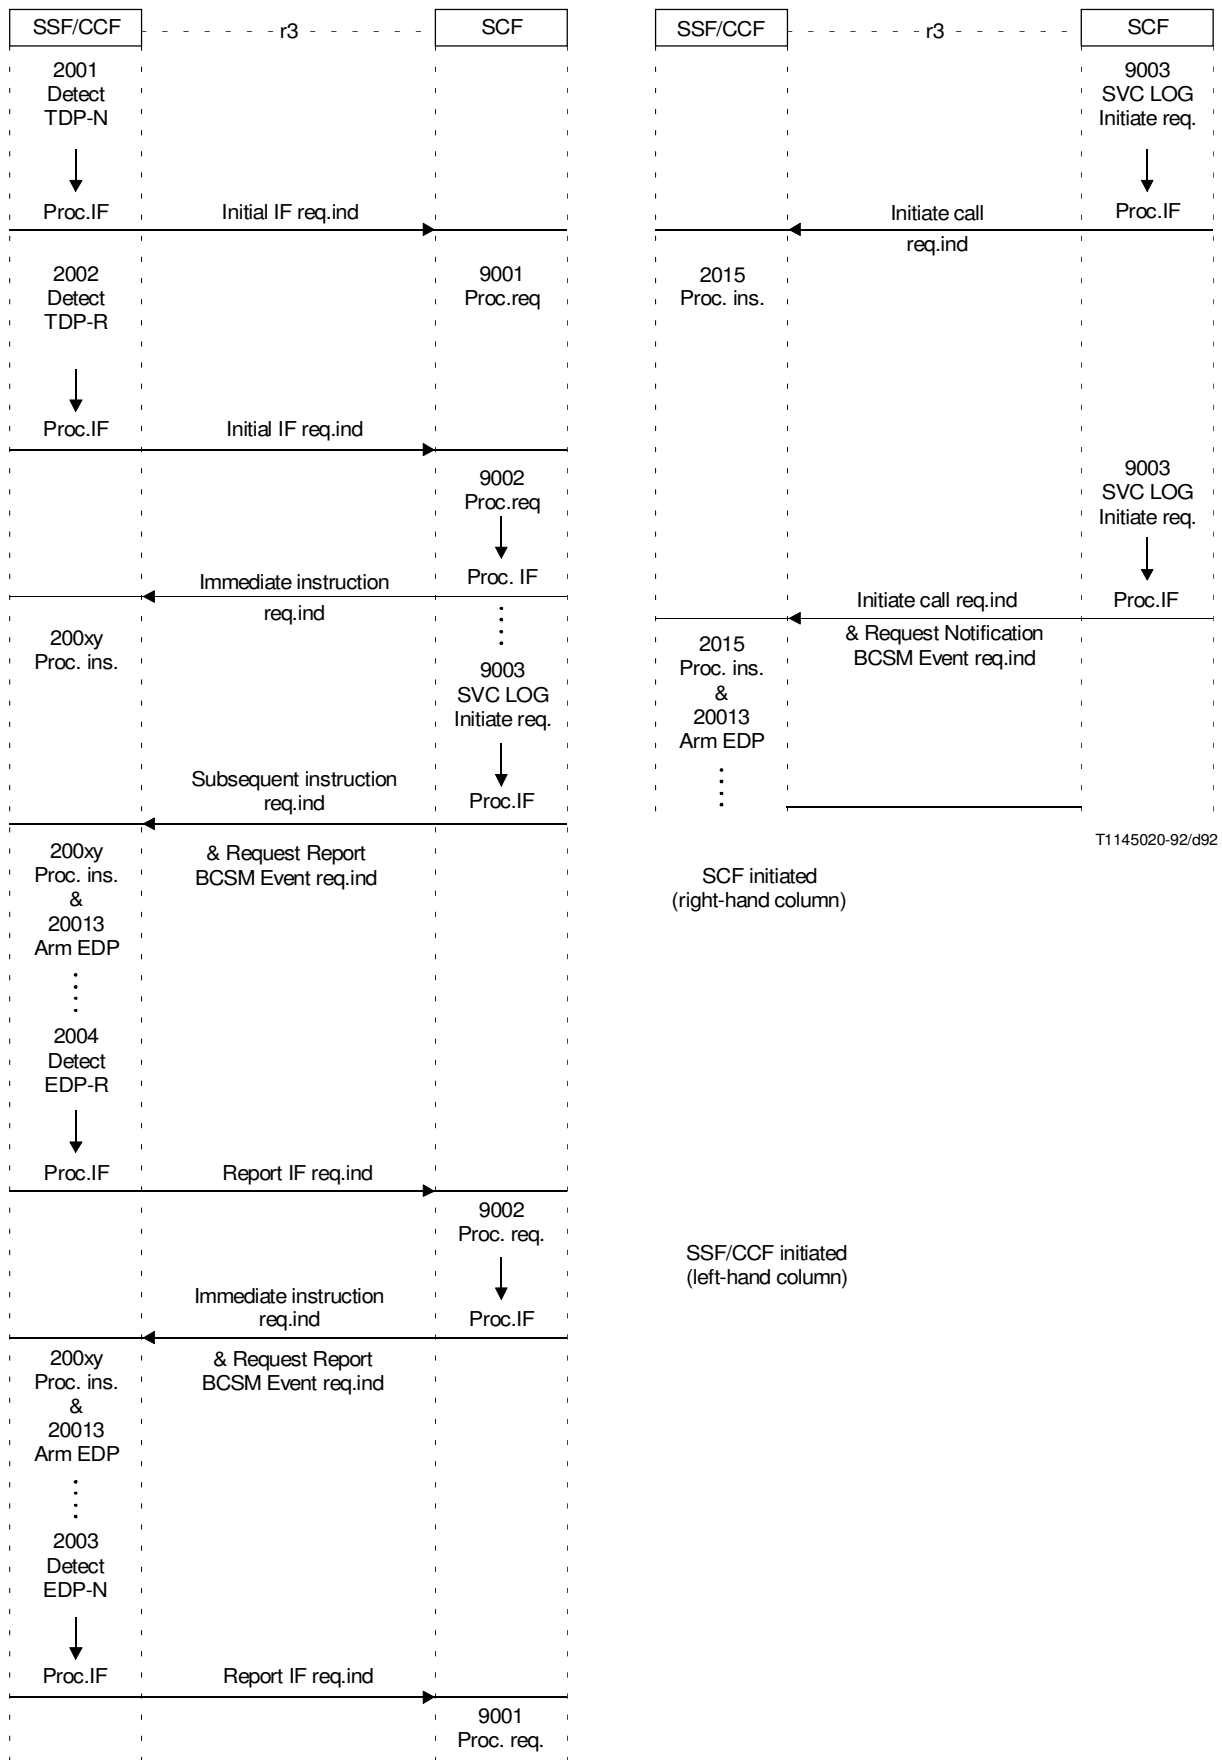 SSF/CCF
r3
SCF
2001
Detect
TDP-N
Proc.IF
Initial IF req.ind
2002
Detect
TDP-R
9001
Proc.req
Proc.IF
Initial IF req.ind
9002
Proc.req
Proc. IF
Immediate instruction
req.ind
200xy
Proc. ins.
9003
SVC LOG
Initiate req.
Proc.IF
Subsequent instruction
req.ind
200xy
Proc. ins.
&
20013
Arm EDP
& Request Report
BCSM Event req.ind
2004
Detect
EDP-R
Proc.IF
Report IF req.ind
9002
Proc. req.
Proc.IF
Immediate instruction
req.ind
200xy
Proc. ins.
&
20013
Arm EDP
& Request Report
BCSM Event req.ind
2003
Detect
EDP-N
Proc.IF
Report IF req.ind
9001
Proc. req.
SSF/CCF
r3
SCF
9003
SVC LOG
Initiate req.
Proc.IF
Initiate call
req.ind
2015
Proc. ins.
9003
SVC LOG
Initiate req.
Proc.IF
Initiate call req.ind
& Request Notification
BCSM Event req.ind
2015
Proc. ins.
&
20013
Arm EDP
T1145020-92/d92
SCF initiated
(right-hand column)
SSF/CCF initiated
(left-hand column)